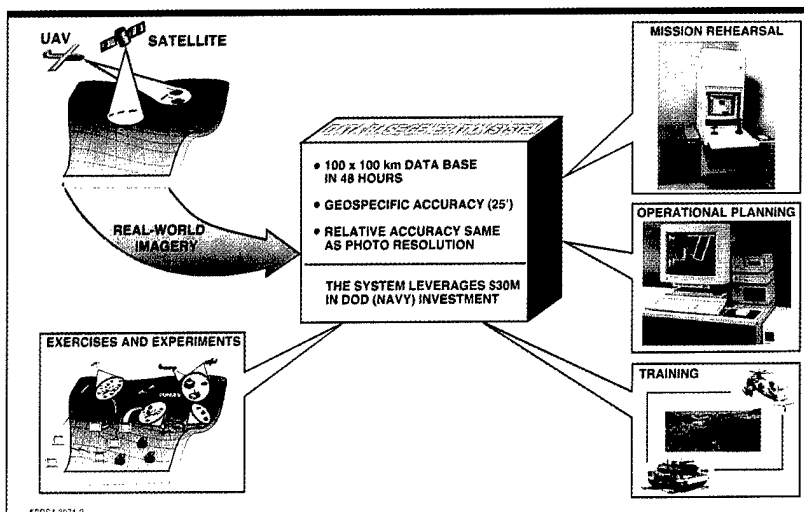 UAV
SATELLITE
REAL-WORLD
IMAGERY
• 100 x 100 km DATA BASE
IN 48 HOURS
• GEOSPECIFIC ACCURACY (25')
• RELATIVE ACCURACY SAME
AS PHOTO RESOLUTION
THE SYSTEM LEVERAGES $30M
IN DOD (NAVY) INVESTMENT
MISSION REHEARSAL
OPERATIONAL PLANNING
EXERCISES AND EXPERIMENTS
TRAINING